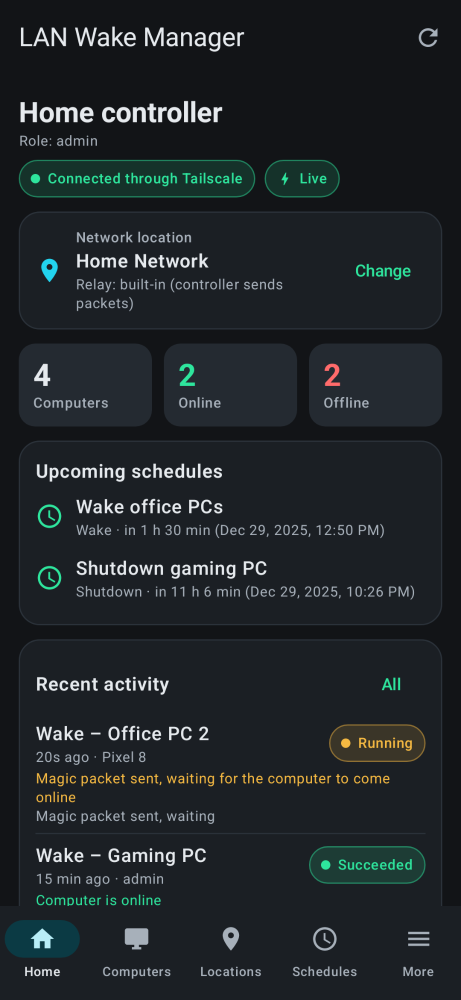 LAN Wake Manager
Home controller
Role: admin
Connected through Tailscale
Live
Network location
Home Network
Relay: built-in (controller sends
packets)
Change
4
Computers
2
Online
2
Offline
Upcoming schedules
Wake office PCs
Wake · in 1 h 30 min (Dec 29, 2025, 12:50 PM)
Shutdown gaming PC
Shutdown · in 11 h 6 min (Dec 29, 2025, 10:26 PM)
Recent activity
All
Wake – Office PC 2
20s ago · Pixel 8
Running
Magic packet sent, waiting for the computer to come
online
Magic packet sent, waiting
Wake – Gaming PC
15 min ago · admin
Succeeded
Computer is online
Home
Computers
Locations
Schedules
More